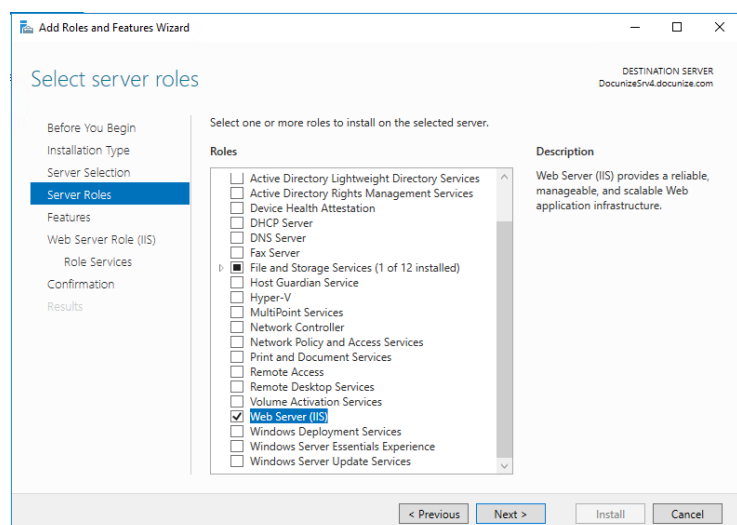 Add Roles and Features Wizard
Select server roles
DESTINATION SERVER
DocunizeSrv4.docunize.com
Before You Begin
Installation Type
Server Selection
Server Roles
Features
Web Server Role (IIS)
Role Services
Confirmation
Results
Select one or more roles to install on the selected server.
Roles
Active Directory Lightweight Directory Services
Active Directory Rights Management Services
Device Health Attestation
DHCP Server
DNS Server
Fax Server
File and Storage Services (1 of 12 installed)
Host Guardian Service
Hyper-V
MultiPoint Services
Network Controller
Network Policy and Access Services
Print and Document Services
Remote Access
Remote Desktop Services
Volume Activation Services
Web Server (IIS)
Windows Deployment Services
Windows Server Essentials Experience
Windows Server Update Services
Description
Web Server (IIS) provides a reliable,
manageable, and scalable Web
application infrastructure.
< Previous
Next >
Install
Cancel